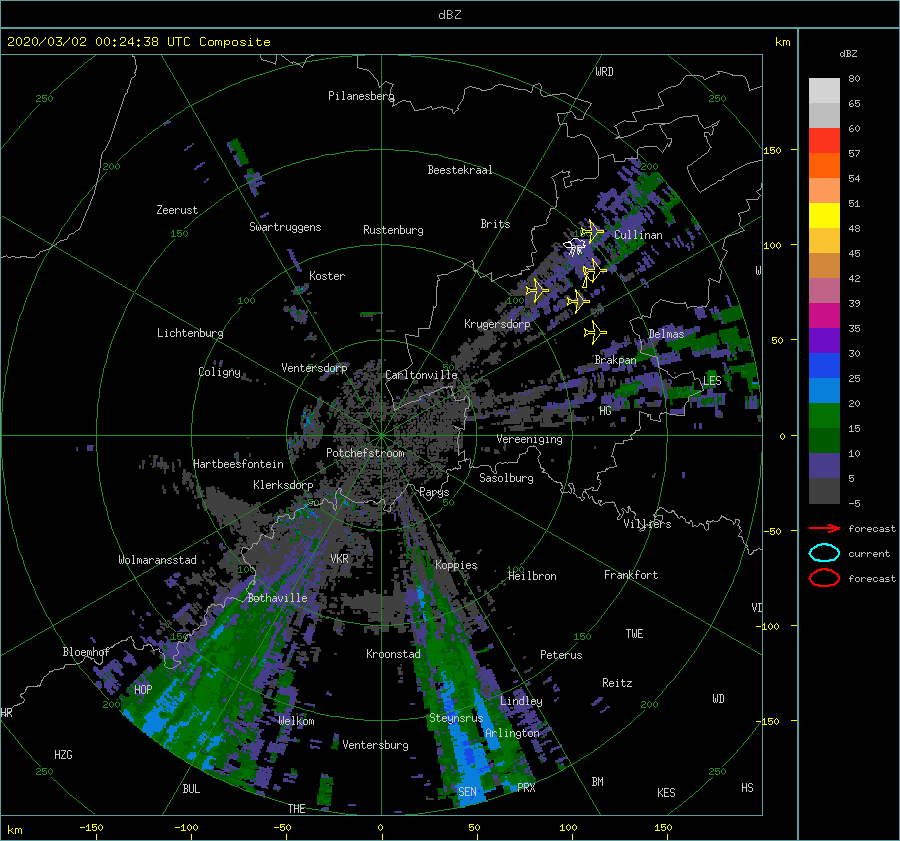 dBZ
2020/03/02 00:24:38 UTC Composite
km
dBZ
WRD
80
250
Pilanesberg
250
65
60
150
57
200
Beestekraal
200
54
Zeerust
51
Swartruggens
Brits
150
Rustenburg
Cullinan
48
100
45
Koster
42
100
100
39
Krugersdorp
35
Lichtenburg
Delmas
50
30
Brakpan
Coligny
Ventersdorp
Carltonville
LES
25
HG
20
0
15
Vereeniging
Potchefstroom
10
Hartbeesfontein
5
Sasolburg
Klerksdorp
Parys
-5
50
50
Villiers
forecast
-50
Wolmaransstad
VKR
Koppies
current
100
100
Heilbron
Frankfort
forecast
Bothaville
VD
-100
150
150
TWE
Bloemhof
Kroonstad
Peterus
HOP
Reitz
WD
200
Lindley
200
HR
Steynsrus
Welkom
-150
Arlington
Ventersburg
HZG
250
250
BUL
SEN
PRX
BM
KES
HS
THE
km
-150
-100
-50
0
50
100
150